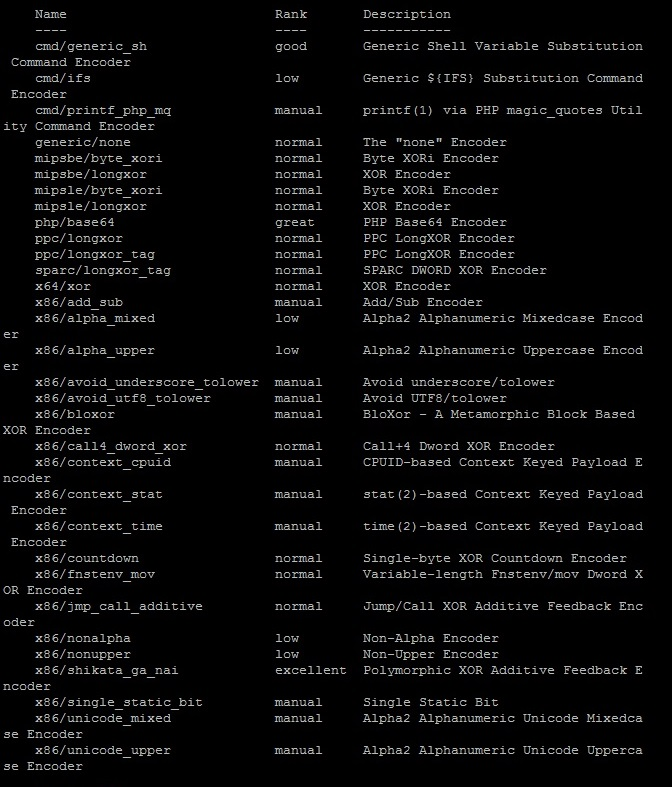 Name Rank Description
---- ---- -----------
cmd/generic_sh good Generic Shell Variable Substitution
Command Encoder
cmd/ifs low Generic ${IFS} Substitution Command
Encoder
cmd/printf_php_mq manual printf(1) via PHP magic_quotes Util
ity Command Encoder
generic/none normal The "none" Encoder
mipsbe/byte_xori normal Byte XORi Encoder
mipsbe/longxor normal XOR Encoder
mipsle/byte_xori normal Byte XORi Encoder
mipsle/longxor normal XOR Encoder
php/base64 great PHP Base64 Encoder
ppc/longxor normal PPC LongXOR Encoder
ppc/longxor_tag normal PPC LongXOR Encoder
sparc/longxor_tag normal SPARC DWORD XOR Encoder
x64/xor normal XOR Encoder
x86/add_sub manual Add/Sub Encoder
x86/alpha_mixed low Alpha2 Alphanumeric Mixedcase Encod
er
x86/alpha_upper low Alpha2 Alphanumeric Uppercase Encod
er
x86/avoid_underscore_tolower manual Avoid underscore/tolower
x86/avoid_utf8_tolower manual Avoid UTF8/tolower
x86/bloxor manual BloXor - A Metamorphic Block Based
XOR Encoder
x86/call4_dword_xor normal Call+4 Dword XOR Encoder
x86/context_cpuid manual CPUID-based Context Keyed Payload E
ncoder
x86/context_stat manual stat(2)-based Context Keyed Payload
Encoder
x86/context_time manual time(2)-based Context Keyed Payload
Encoder
x86/countdown normal Single-byte XOR Countdown Encoder
x86/fnstenv_mov normal Variable-length Fnstenv/mov Dword X
OR Encoder
x86/jmp_call_additive normal Jump/Call XOR Additive Feedback Enc
oder
x86/nonalpha low Non-Alpha Encoder
x86/nonupper low Non-Upper Encoder
x86/shikata_ga_nai excellent Polymorphic XOR Additive Feedback E
ncoder
x86/single_static_bit manual Single Static Bit
x86/unicode_mixed manual Alpha2 Alphanumeric Unicode Mixedca
se Encoder
x86/unicode_upper manual Alpha2 Alphanumeric Unicode Upperca
se Encoder